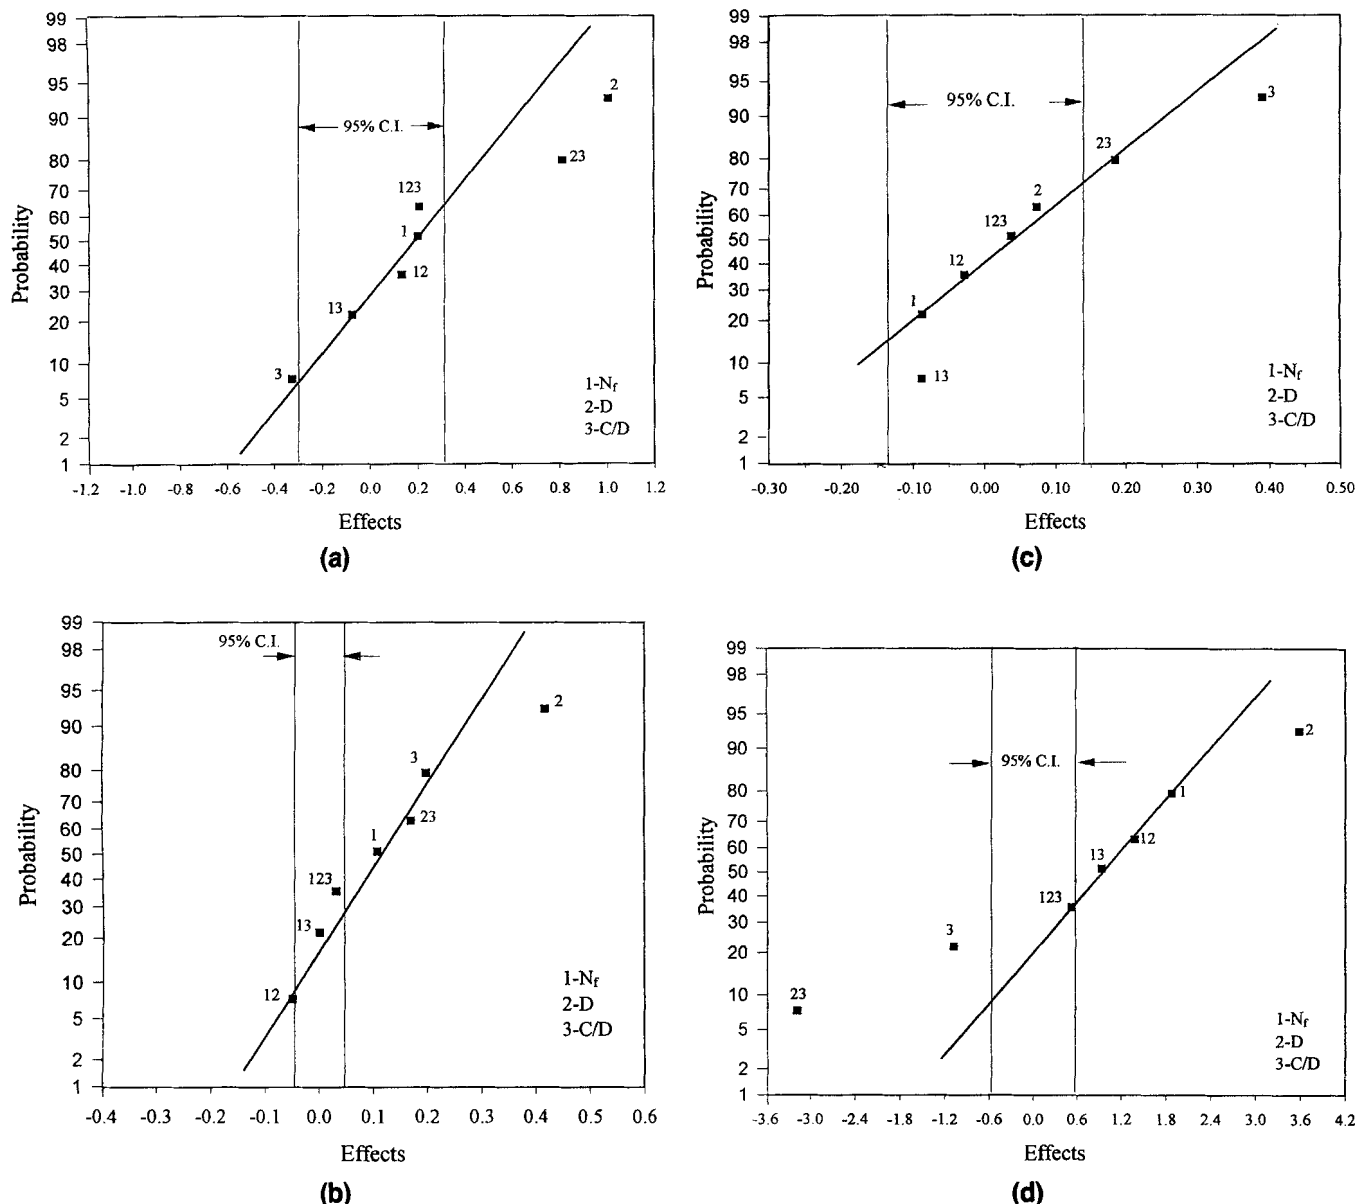 99
98
95
90
80
70
60
50
40
30
20
10
5
2
1
Probability
95% C.I.
2
23
123
1
12
13
3
1-Nf
2-D
3-C/D
-1.2 -1.0 -0.8 -0.6 -0.4 -0.2 0.0 0.2 0.4 0.6 0.8 1.0 1.2
Effects
(a)
99
98
95
90
80
70
60
50
40
30
20
10
5
2
1
Probability
95% C.I.
3
23
2
123
12
1
13
1-Nf
2-D
3-C/D
-0.30 -0.20 -0.10 0.00 0.10 0.20 0.30 0.40 0.50
Effects
(c)
99
98
95
90
80
70
60
50
40
30
20
10
5
2
1
Probability
95% C.I.
2
3
23
1
123
13
12
1-Nf
2-D
3-C/D
-0.4 -0.3 -0.2 -0.1 0.0 0.1 0.2 0.3 0.4 0.5 0.6
Effects
(b)
99
98
95
90
80
70
60
50
40
30
20
10
5
2
1
Probability
95% C.I.
2
1
12
13
123
3
23
1-Nf
2-D
3-C/D
-3.6 -3.0 -2.4 -1.8 -1.2 -0.6 0.0 0.6 1.2 1.8 2.4 3.0 3.6 4.2
Effects
(d)